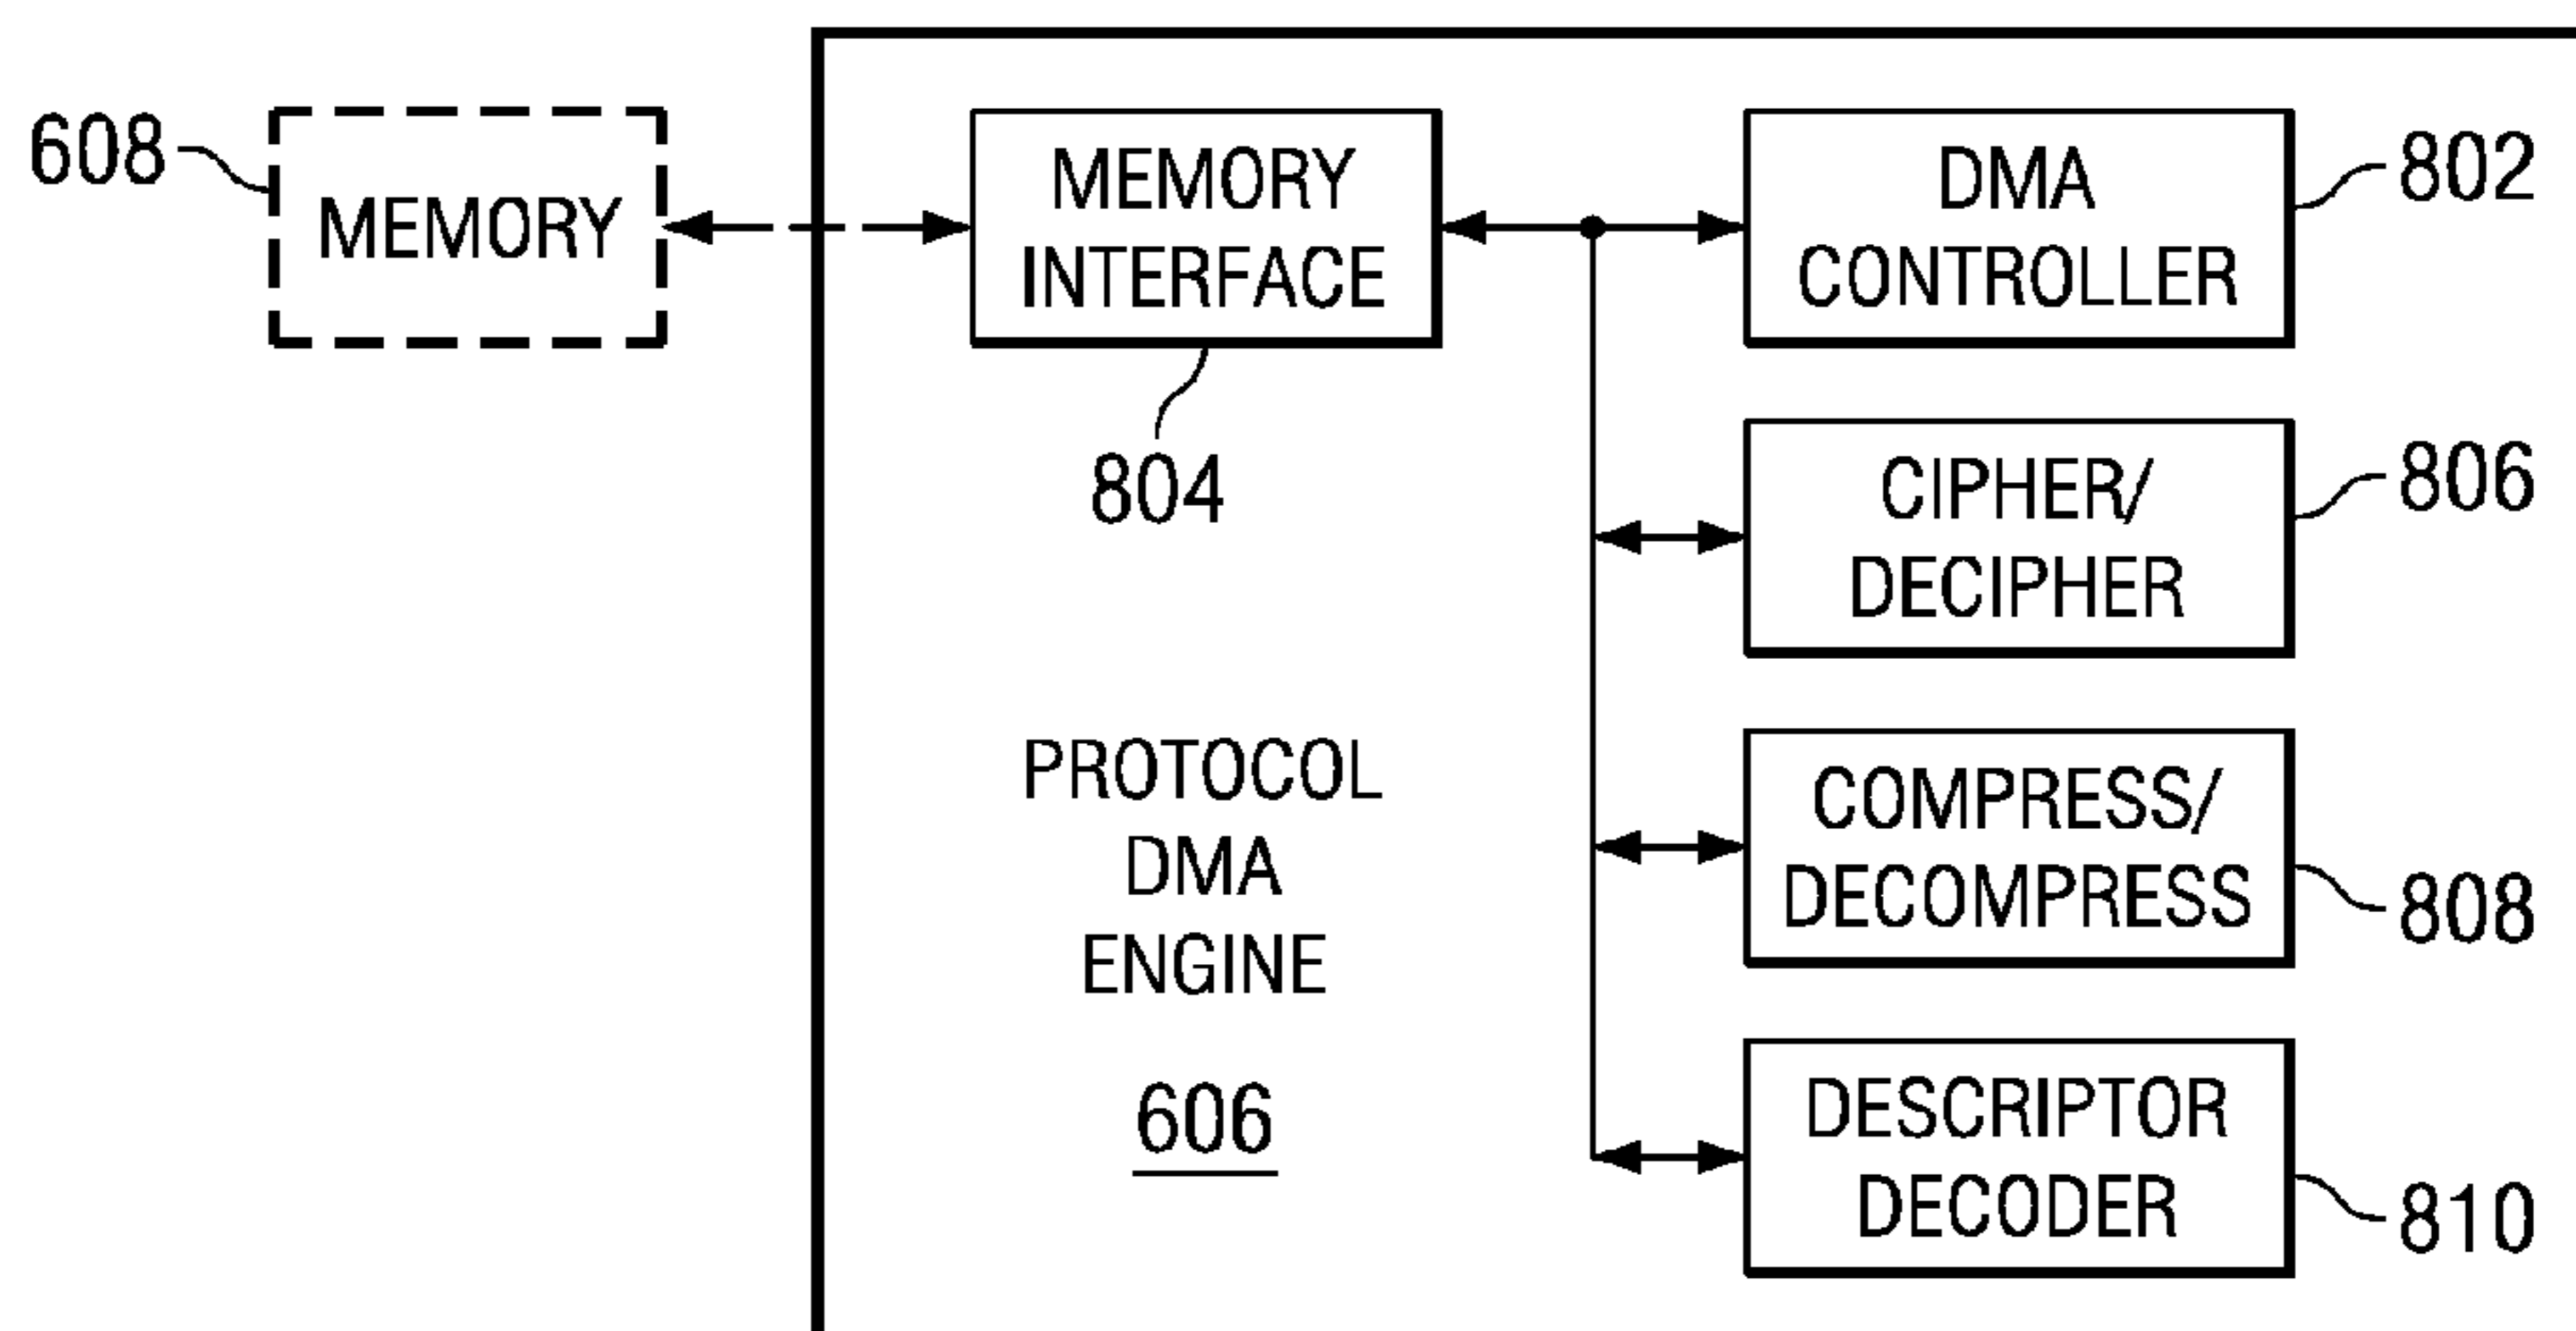 608
MEMORY
MEMORY
INTERFACE
804
DMA
CONTROLLER
802
CIPHER/
DECIPHER
806
PROTOCOL
DMA
ENGINE
606
COMPRESS/
DECOMPRESS
808
DESCRIPTOR
DECODER
810